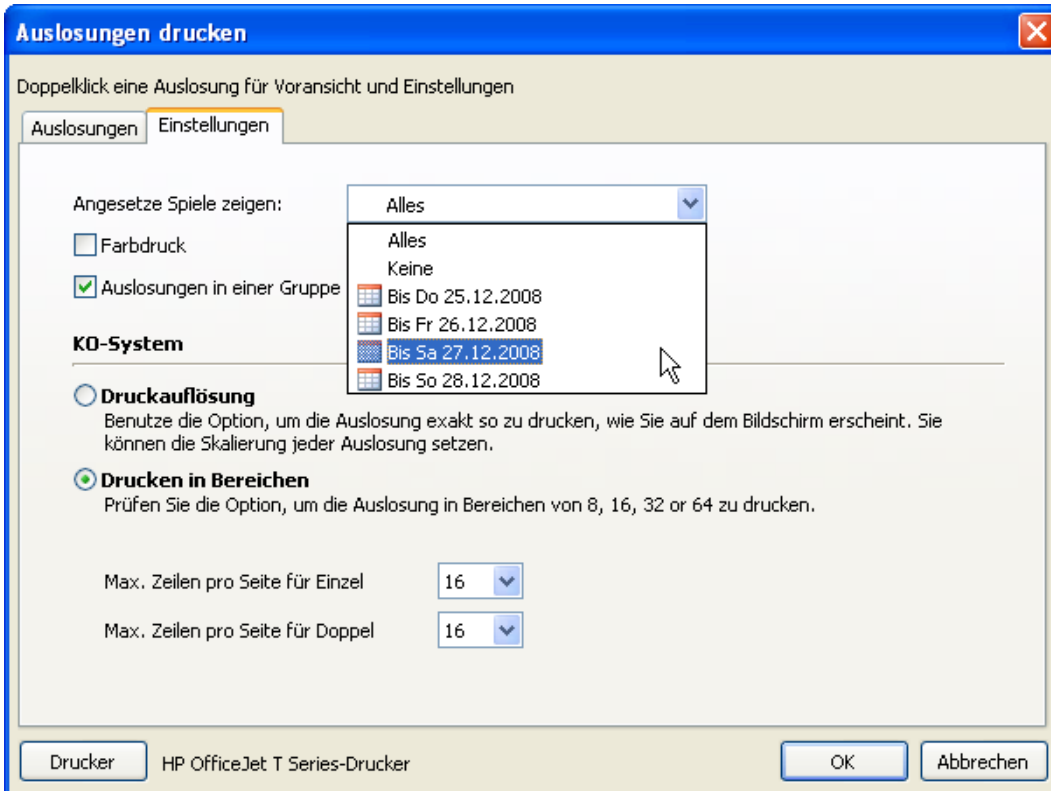 Auslosungen drucken
Doppelklick eine Auslosung für Voransicht und Einstellungen
Auslosungen Einstellungen
Angesetze Spiele zeigen: Alles
Alles
Farbdruck
Keine
Auslosungen in einer Gruppe Bis Do 25.12.2008
Bis Fr 26.12.2008
KO-System
Bis Sa 27.12.2008
Bis So 28.12.2008
Druckauflösung
Benutze die Option, um die Auslosung exakt so zu drucken, wie Sie auf dem Bildschirm erscheint. Sie
können die Skalierung jeder Auslosung setzen.
Drucken in Bereichen
Prüfen Sie die Option, um die Auslosung in Bereichen von 8, 16, 32 or 64 zu drucken.
Max. Zeilen pro Seite für Einzel 16
Max. Zeilen pro Seite für Doppel 16
Drucker HP OfficeJet T Series-Drucker OK Abbrechen